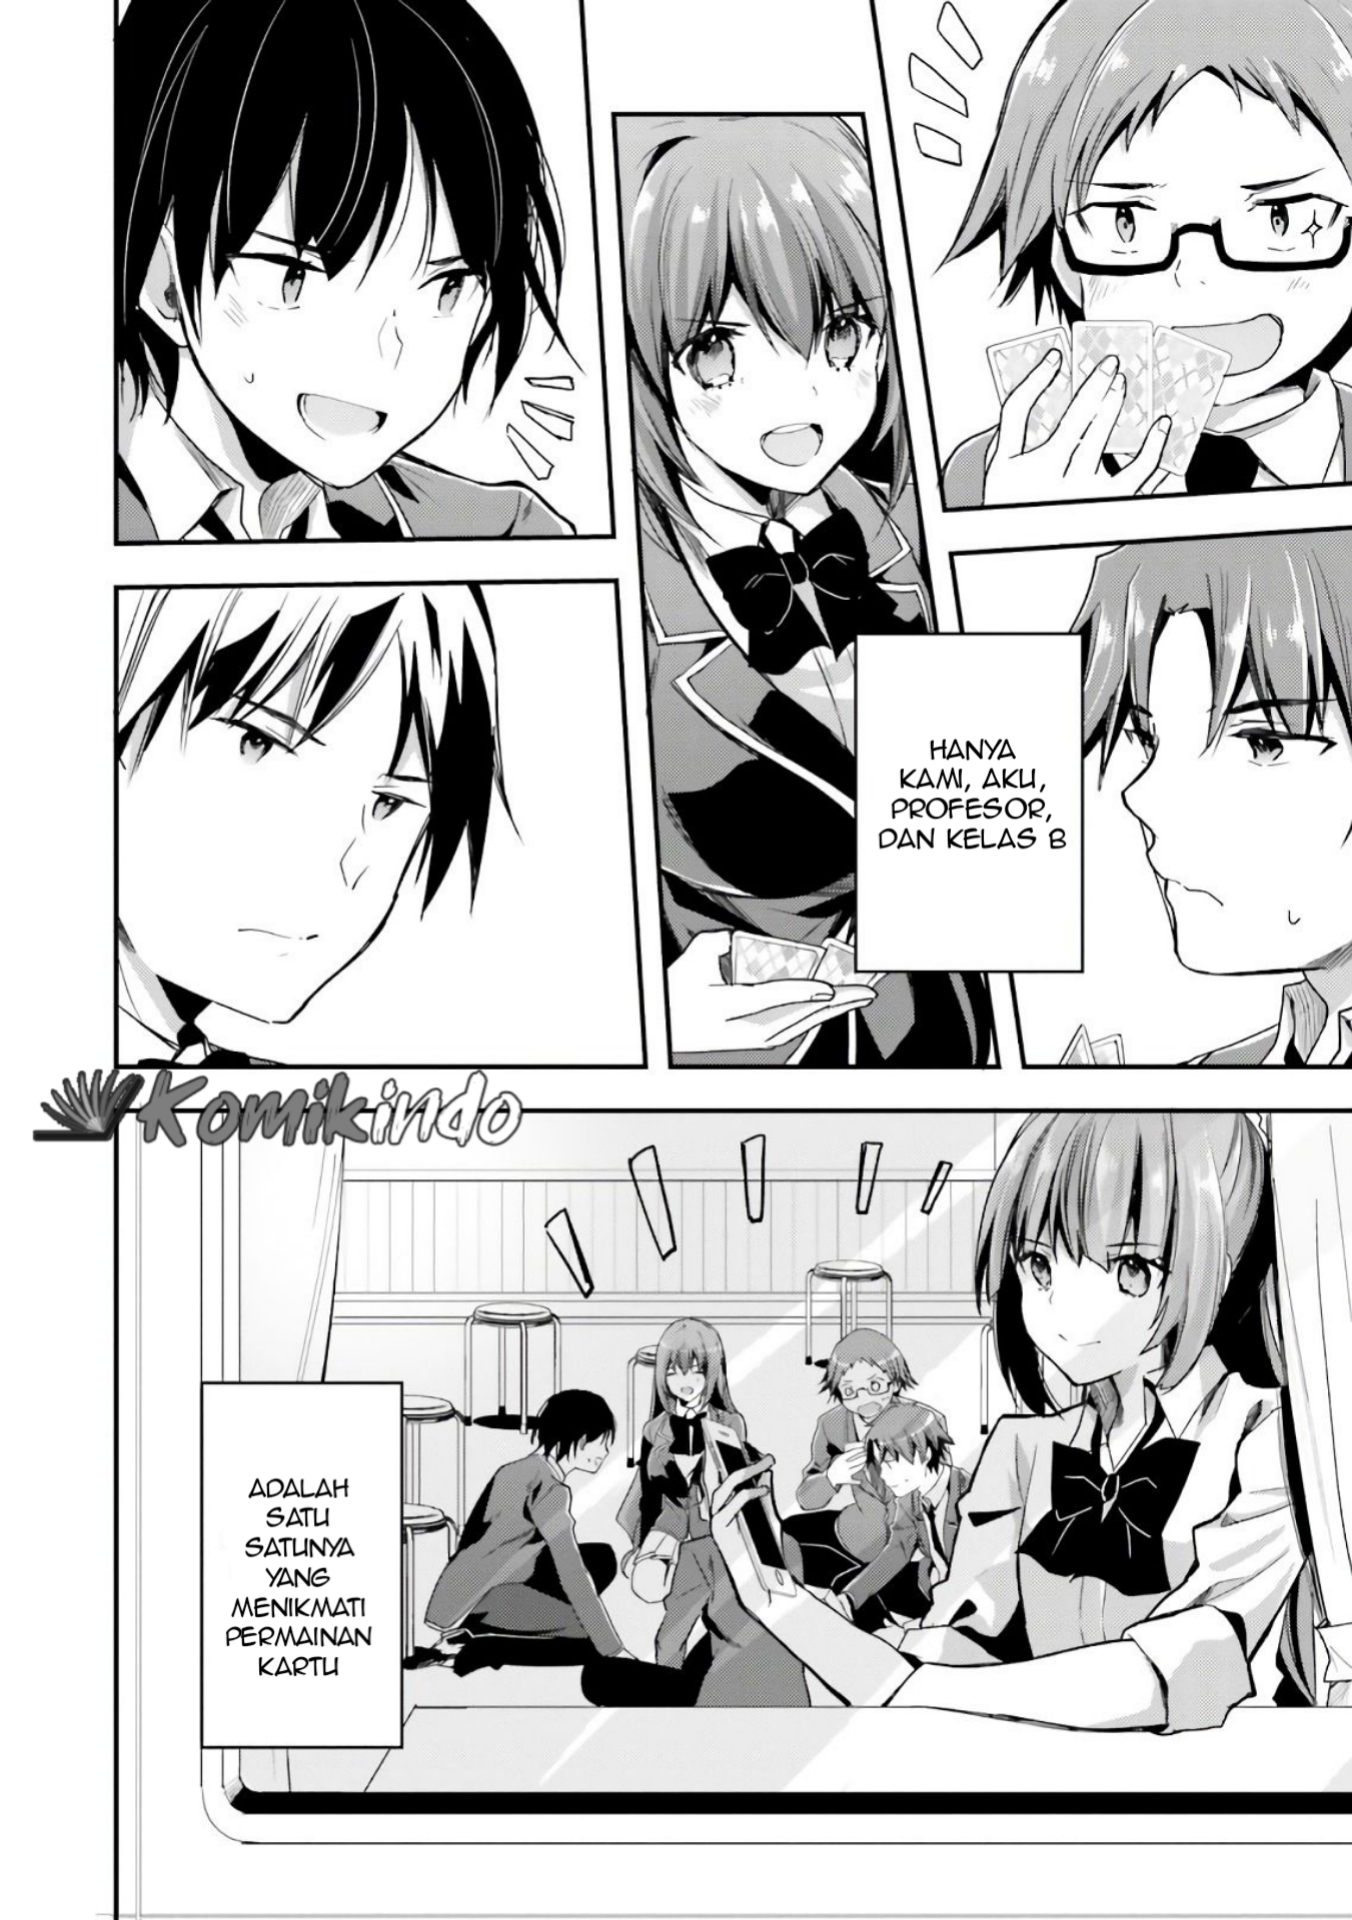 HANYA
KAMI, AKU,
PROFESOR,
DAN KELAS B
Komikindo
ADALAH
SATU
SATUNYA
YANG
MENIKMATI
PERMAINAN
KARTU